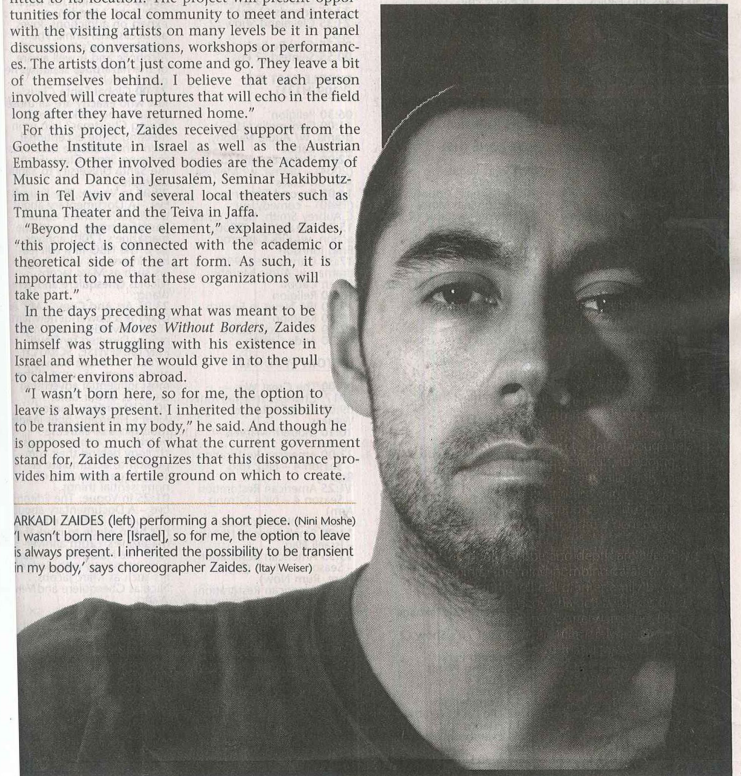 fitted to its location. The project will present oppor-
tunities for the local community to meet and interact
with the visiting artists on many levels be it in panel
discussions, conversations, workshops or performanc-
es. The artists don't just come and go. They leave a bit
of themselves behind. I believe that each person
involved will create ruptures that will echo in the field
long after they have returned home."
For this project, Zaides received support from the
Goethe Institute in Israel as well as the Austrian
Embassy. Other involved bodies are the Academy of
Music and Dance in Jerusalem, Seminar Hakibbutz-
im in Tel Aviv and several local theaters such as
Tmuna Theater and the Teiva in Jaffa.
"Beyond the dance element," explained Zaides,
"this project is connected with the academic or
theoretical side of the art form. As such, it is
important to me that these organizations will
take part."
In the days preceding what was meant to be
the opening of Moves Without Borders, Zaides
himself was struggling with his existence in
Israel and whether he would give in to the pull
to calmer environs abroad.
"I wasn't born here, so for me, the option to
leave is always present. I inherited the possibility
to be transient in my body," he said. And though he
is opposed to much of what the current government
stand for, Zaides recognizes that this dissonance pro-
vides him with a fertile ground on which to create.
ARKADI ZAIDES (left) performing a short piece. (Nini Moshe)
'I wasn't born here [Israel], so for me, the option to leave
is always present. I inherited the possibility to be transient
in my body,' says choreographer Zaides. (Itay Weiser)